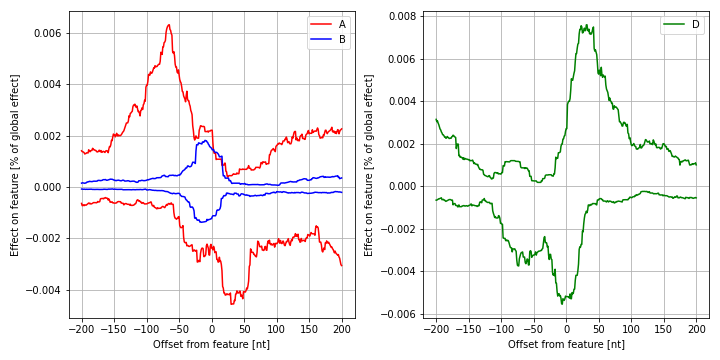 A
B
0.006
0.004
0.002
0.000
−0.002
−0.004
Effect on feature [% of global effect]
−200 −150 −100 −50 0 50 100 150 200
Offset from feature [nt]
D
0.008
0.006
0.004
0.002
0.000
−0.002
−0.004
−0.006
Effect on feature [% of global effect]
−200 −150 −100 −50 0 50 100 150 200
Offset from feature [nt]